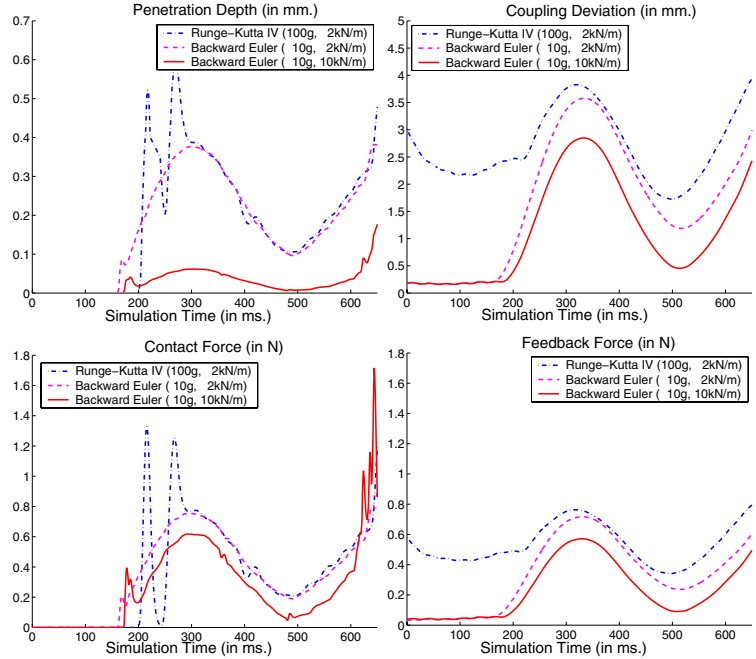 Penetration Depth (in mm.)
0.7
0.6
0.5
0.4
0.3
0.2
0.1
0
Runge−Kutta IV (100g, 2kN/m)
Backward Euler ( 10g, 2kN/m)
Backward Euler ( 10g, 10kN/m)
0 100 200 300 400 500 600
Simulation Time (in ms.)
Coupling Deviation (in mm.)
5
4.5
4
3.5
3
2.5
2
1.5
1
0.5
0
Runge−Kutta IV (100g, 2kN/m)
Backward Euler ( 10g, 2kN/m)
Backward Euler ( 10g, 10kN/m)
0 100 200 300 400 500 600
Simulation Time (in ms.)
Contact Force (in N)
1.8
1.6
1.4
1.2
1
0.8
0.6
0.4
0.2
0
Runge−Kutta IV (100g, 2kN/m)
Backward Euler ( 10g, 2kN/m)
Backward Euler ( 10g, 10kN/m)
0 100 200 300 400 500 600
Simulation Time (in ms.)
Feedback Force (in N)
1.8
1.6
1.4
1.2
1
0.8
0.6
0.4
0.2
0
Runge−Kutta IV (100g, 2kN/m)
Backward Euler ( 10g, 2kN/m)
Backward Euler ( 10g, 10kN/m)
0 100 200 300 400 500 600
Simulation Time (in ms.)